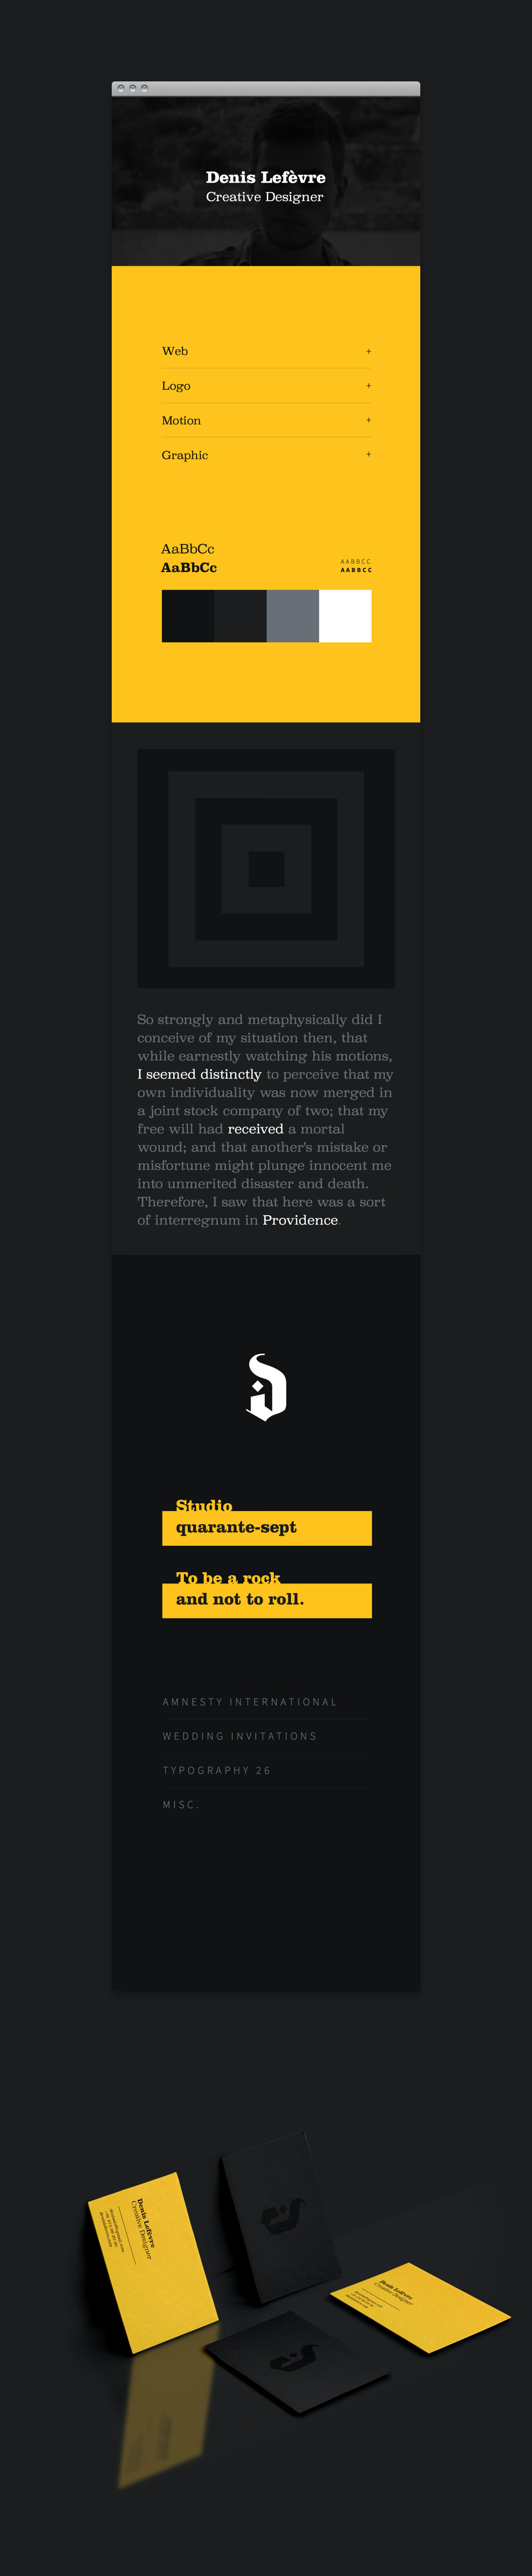 Denis Lefèvre
Creative Designer
Web +
Logo +
Motion +
Graphic +
AaBbCc
AaBbCc
AABBCC
AABBCC
So strongly and metaphysically did I
conceive of my situation then, that
while earnestly watching his motions,
I seemed distinctly to perceive that my
own individuality was now merged in
a joint stock company of two; that my
free will had received a mortal
wound; and that another's mistake or
misfortune might plunge innocent me
into unmerited disaster and death.
Therefore, I saw that here was a sort
of interregnum in Providence.
Studio
quarante-sept
To be a rock
and not to roll.
AMNESTY INTERNATIONAL
WEDDING INVITATIONS
TYPOGRAPHY 26
MISC.
Denis Lefèvre
Creative Designer
Denis Lefèvre
Creative Designer